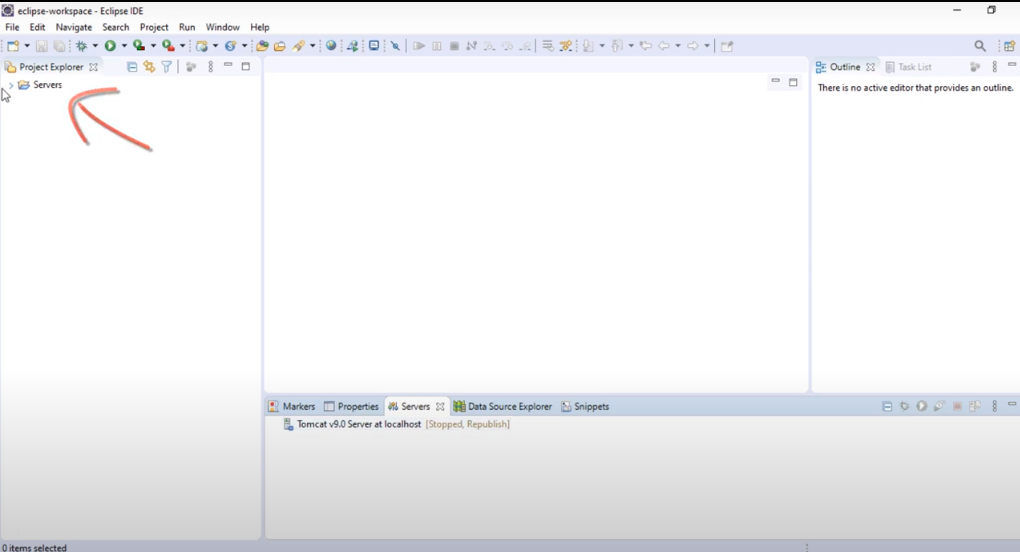 eclipse-workspace - Eclipse IDE
File Edit Navigate Search Project Run Window Help
Project Explorer
Servers
Outline Task List
There is no active editor that provides an outline.
Markers Properties Servers Data Source Explorer Snippets
Tomcat v9.0 Server at localhost [Stopped, Republish]
0 items selected